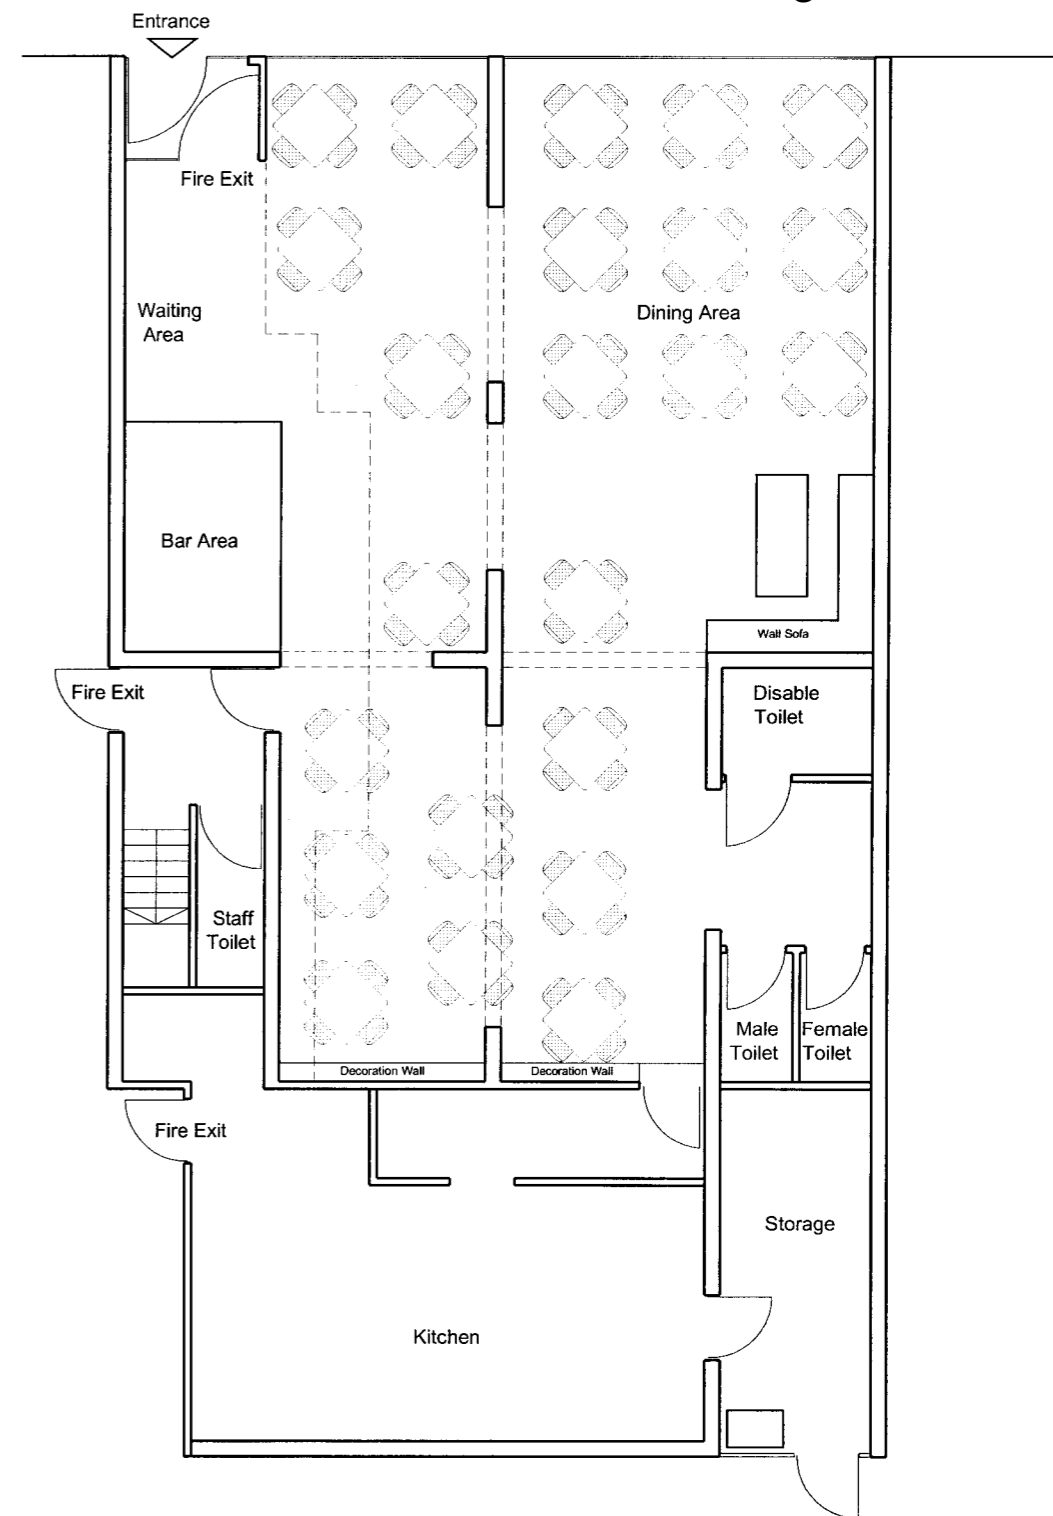 Entrance
Fire Exit
Waiting
Area
Dining Area
Bar Area
Wall Sofa
Fire Exit
Disable
Toilet
Staff
Toilet
Male
Toilet
Female
Toilet
Decoration Wall
Decoration Wall
Fire Exit
Storage
Kitchen